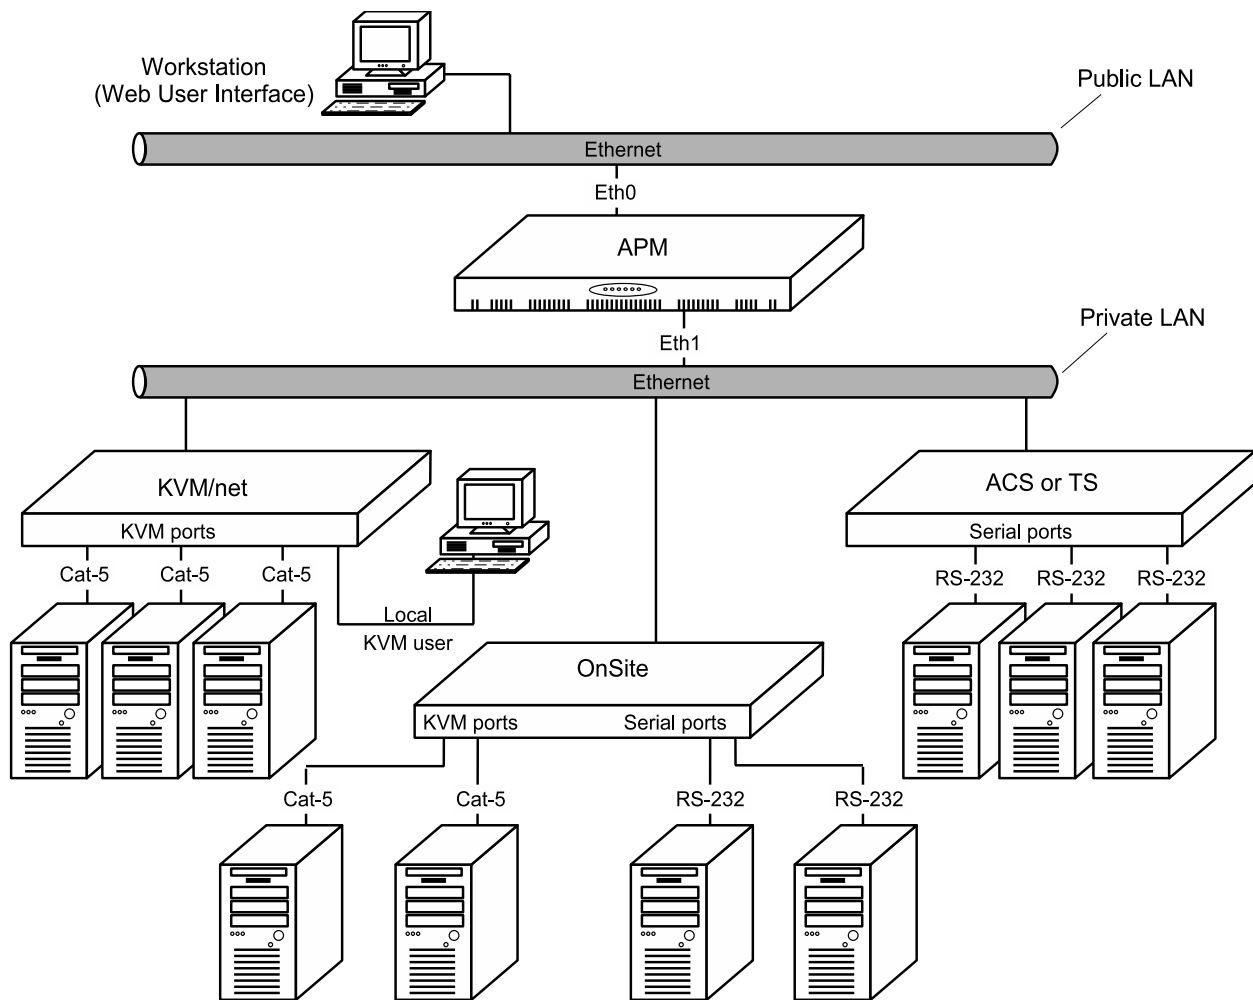 Workstation
(Web User Interface)
Public LAN
Ethernet
Eth0
APM
Private LAN
Eth1
Ethernet
KVM/net
KVM ports
ACS or TS
Serial ports
Cat-5
Cat-5
Cat-5
RS-232
RS-232
RS-232
Local
KVM user
OnSite
KVM ports
Serial ports
Cat-5
Cat-5
RS-232
RS-232